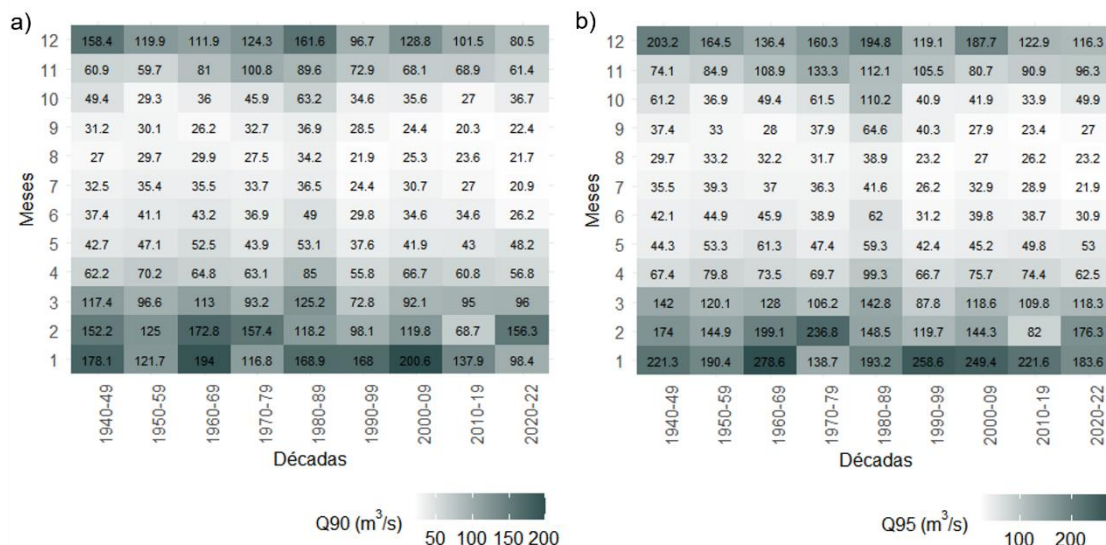 a)
12 158.4 119.9 111.9 124.3 161.6 96.7 128.8 101.5 80.5
11 60.9 59.7 81 100.8 89.6 72.9 68.1 68.9 61.4
10 49.4 29.3 36 45.9 63.2 34.6 35.6 27 36.7
9 31.2 30.1 26.2 32.7 36.9 28.5 24.4 20.3 22.4
8 27 29.7 29.9 27.5 34.2 21.9 25.3 23.6 21.7
7 32.5 35.4 35.5 33.7 36.5 24.4 30.7 27 20.9
6 37.4 41.1 43.2 36.9 49 29.8 34.6 34.6 26.2
5 42.7 47.1 52.5 43.9 53.1 37.6 41.9 43 48.2
4 62.2 70.2 64.8 63.1 85 55.8 66.7 60.8 56.8
3 117.4 96.6 113 93.2 125.2 72.8 92.1 95 96
2 152.2 125 172.8 157.4 118.2 98.1 119.8 68.7 156.3
1 178.1 121.7 194 116.8 168.9 168 200.6 137.9 98.4
Meses
1940-49 1950-59 1960-69 1970-79 1980-89 1990-99 2000-09 2010-19 2020-22
Décadas
Q90 (m³/s)
50 100 150 200
b)
12 203.2 164.5 136.4 160.3 194.8 119.1 187.7 122.9 116.3
11 74.1 84.9 108.9 133.3 112.1 105.5 80.7 90.9 96.3
10 61.2 36.9 49.4 61.5 110.2 40.9 41.9 33.9 49.9
9 37.4 33 28 37.9 64.6 40.3 27.9 23.4 27
8 29.7 33.2 32.2 31.7 38.9 23.2 27 26.2 23.2
7 35.5 39.3 37 36.3 41.6 26.2 32.9 28.9 21.9
6 42.1 44.9 45.9 38.9 62 31.2 39.8 38.7 30.9
5 44.3 53.3 61.3 47.4 59.3 42.4 45.2 49.8 53
4 67.4 79.8 73.5 69.7 99.3 66.7 75.7 74.4 62.5
3 142 120.1 128 106.2 142.8 87.8 118.6 109.8 118.3
2 174 144.9 199.1 236.8 148.5 119.7 144.3 82 176.3
1 221.3 190.4 278.6 138.7 193.2 258.6 249.4 221.6 183.6
Meses
1940-49 1950-59 1960-69 1970-79 1980-89 1990-99 2000-09 2010-19 2020-22
Décadas
Q95 (m³/s)
100 200